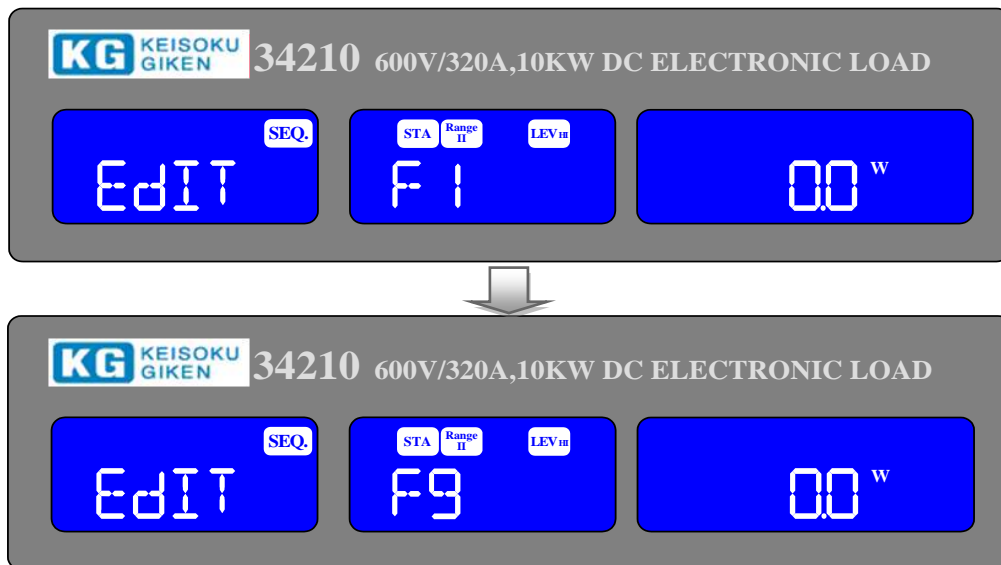 KG KEISOKU GIKEN 34210 600V/320A,10KW DC ELECTRONIC LOAD
SEQ. STA Range II LEV HI
EdIT F1 0.0 W
KG KEISOKU GIKEN 34210 600V/320A,10KW DC ELECTRONIC LOAD
SEQ. STA Range II LEV HI
EdIT F9 0.0 W